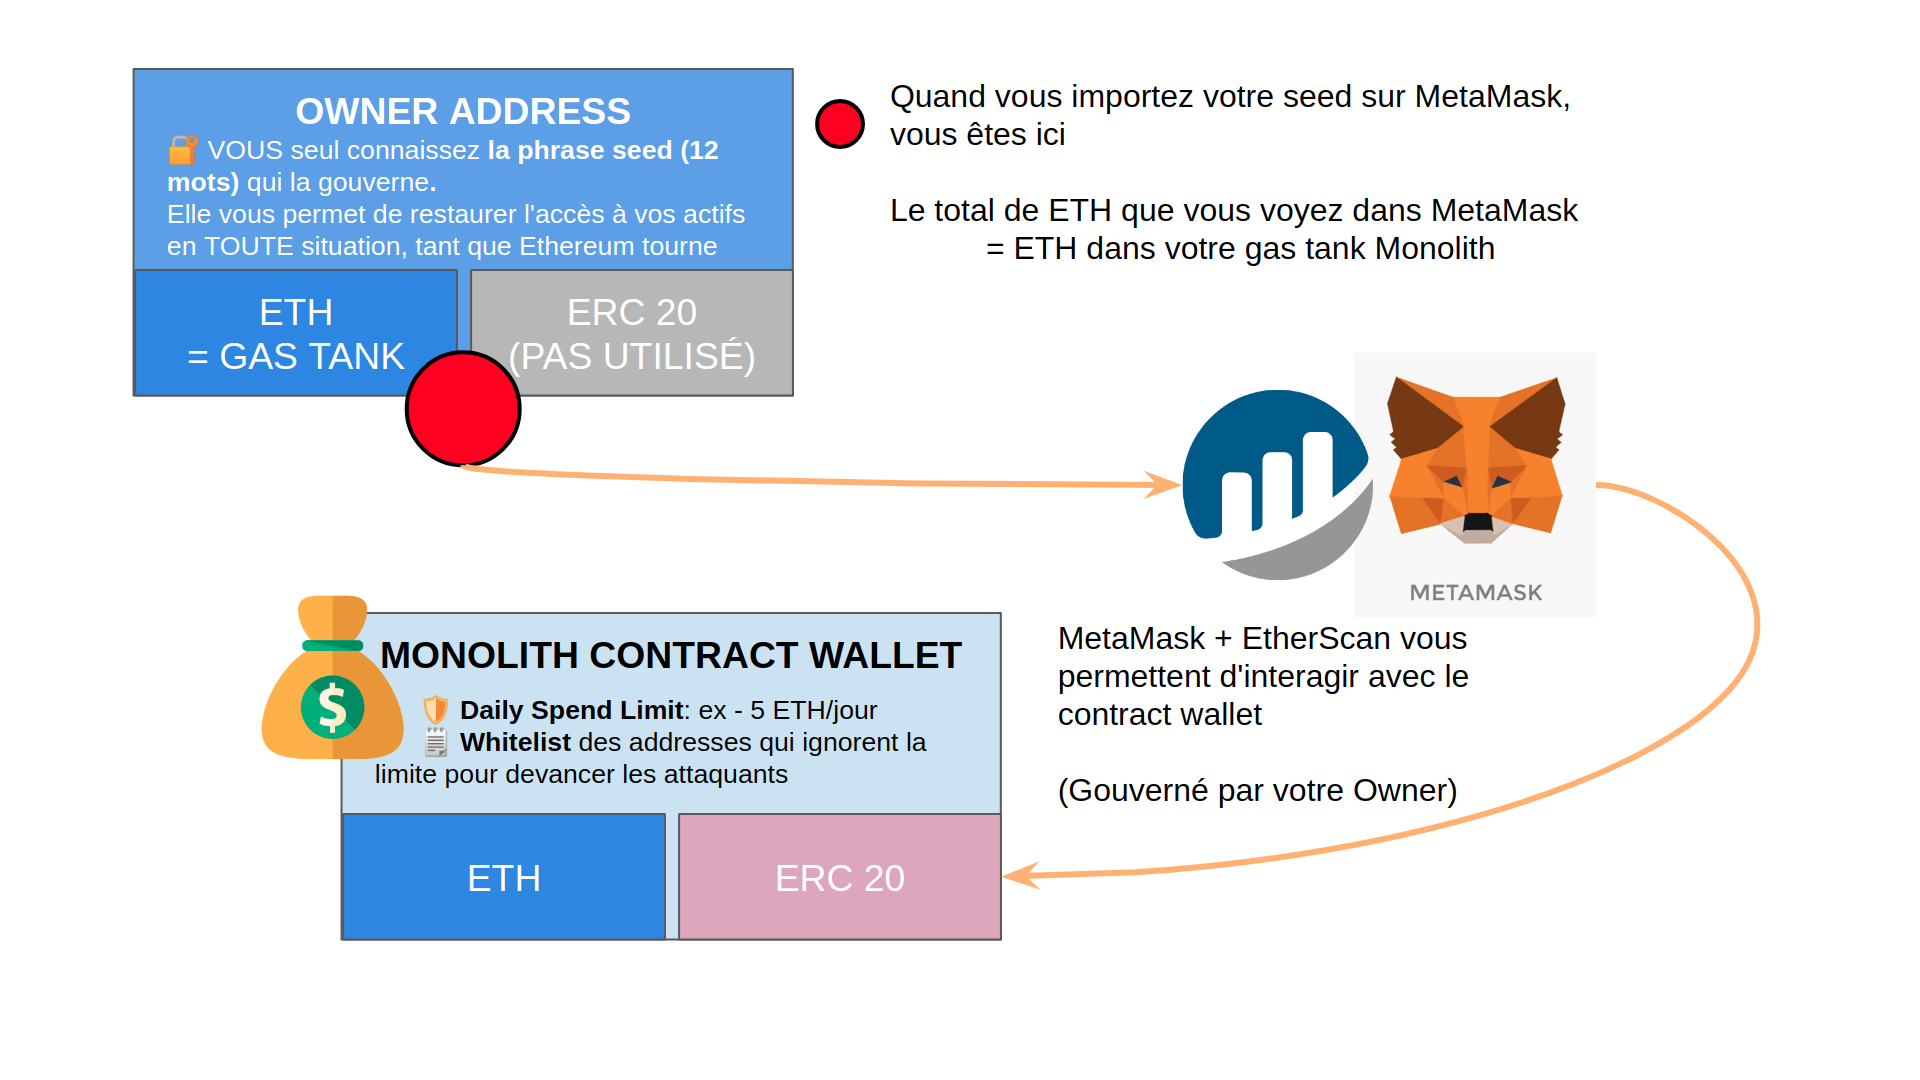 OWNER ADDRESS
🔐 VOUS seul connaissez la phrase seed (12
mots) qui la gouverne.
Elle vous permet de restaurer l'accès à vos actifs
en TOUTE situation, tant que Ethereum tourne
ETH
= GAS TANK
ERC 20
(PAS UTILISÉ)
Quand vous importez votre seed sur MetaMask,
vous êtes ici
Le total de ETH que vous voyez dans MetaMask
= ETH dans votre gas tank Monolith
METAMASK
MetaMask + EtherScan vous
permettent d'interagir avec le
contract wallet
(Gouverné par votre Owner)
$
MONOLITH CONTRACT WALLET
🛡️ Daily Spend Limit: ex - 5 ETH/jour
🗒️ Whitelist des addresses qui ignorent la
limite pour devancer les attaquants
ETH
ERC 20